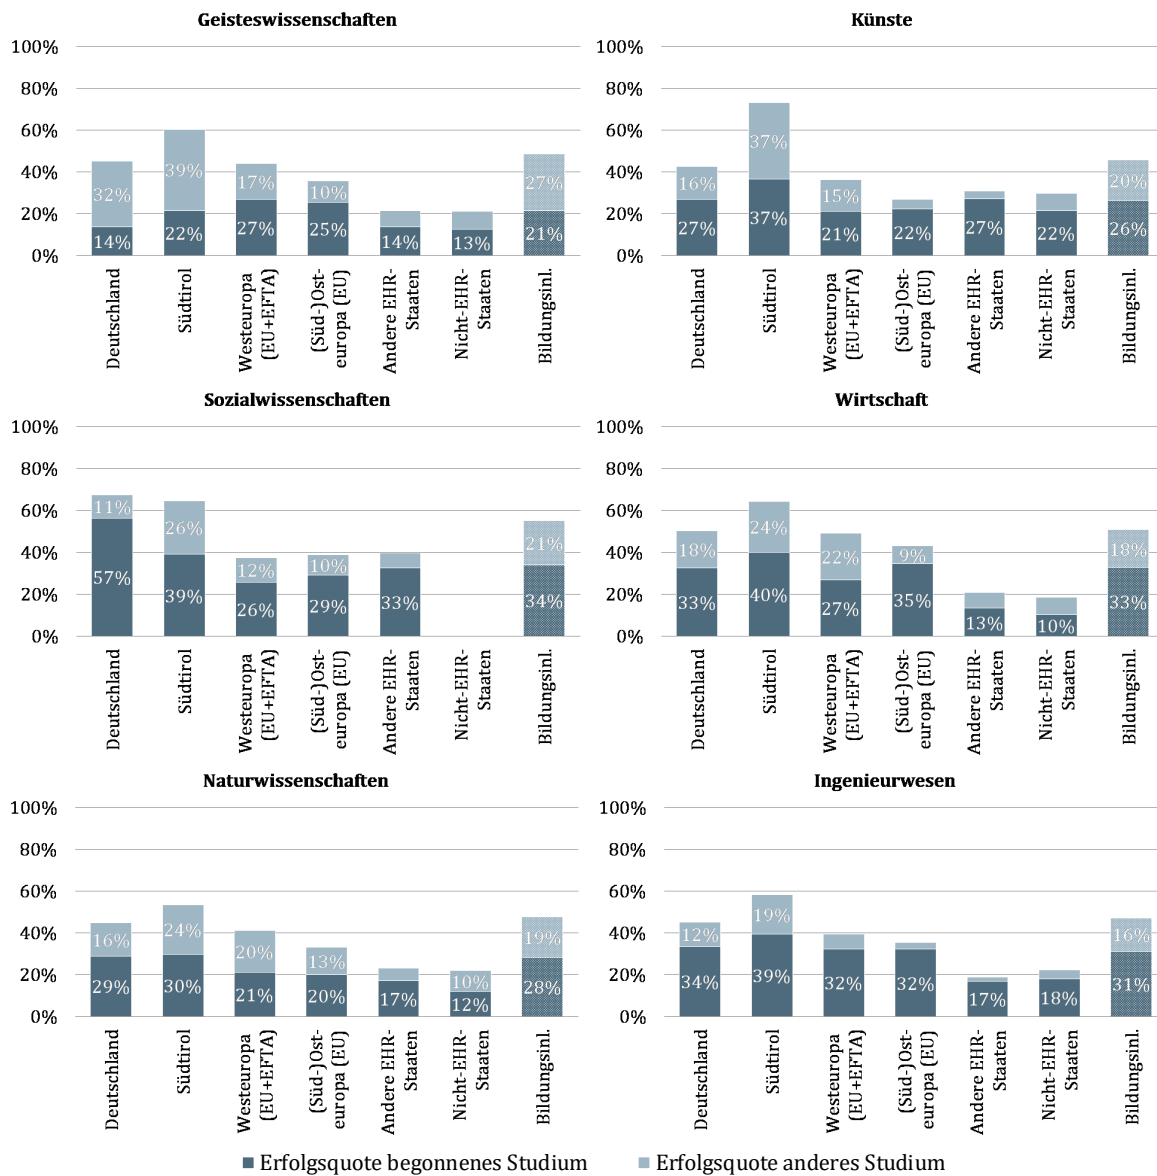 Geisteswissenschaften
100%
80%
60%
40%
20%
0%
32%
14%
39%
22%
17%
27%
10%
25%
14%
13%
27%
21%
Deutschland
Südtirol
Westeuropa
(EU+EFTA)
(Süd-)Ost-
europa (EU)
Andere EHR-
Staaten
Nicht-EHR-
Staaten
Bildungsinl.
Künste
100%
80%
60%
40%
20%
0%
16%
27%
37%
37%
15%
21%
22%
27%
22%
20%
26%
Deutschland
Südtirol
Westeuropa
(EU+EFTA)
(Süd-)Ost-
europa (EU)
Andere EHR-
Staaten
Nicht-EHR-
Staaten
Bildungsinl.
Sozialwissenschaften
100%
80%
60%
40%
20%
0%
11%
57%
26%
39%
12%
26%
10%
29%
33%
21%
34%
Deutschland
Südtirol
Westeuropa
(EU+EFTA)
(Süd-)Ost-
europa (EU)
Andere EHR-
Staaten
Nicht-EHR-
Staaten
Bildungsinl.
Wirtschaft
100%
80%
60%
40%
20%
0%
18%
33%
24%
40%
22%
27%
9%
35%
13%
10%
18%
33%
Deutschland
Südtirol
Westeuropa
(EU+EFTA)
(Süd-)Ost-
europa (EU)
Andere EHR-
Staaten
Nicht-EHR-
Staaten
Bildungsinl.
Naturwissenschaften
100%
80%
60%
40%
20%
0%
16%
29%
24%
30%
20%
21%
13%
20%
17%
10%
12%
19%
28%
Deutschland
Südtirol
Westeuropa
(EU+EFTA)
(Süd-)Ost-
europa (EU)
Andere EHR-
Staaten
Nicht-EHR-
Staaten
Bildungsinl.
Ingenieurwesen
100%
80%
60%
40%
20%
0%
12%
34%
19%
39%
32%
32%
17%
18%
16%
31%
Deutschland
Südtirol
Westeuropa
(EU+EFTA)
(Süd-)Ost-
europa (EU)
Andere EHR-
Staaten
Nicht-EHR-
Staaten
Bildungsinl.
Erfolgsquote begonnenes Studium
Erfolgsquote anderes Studium